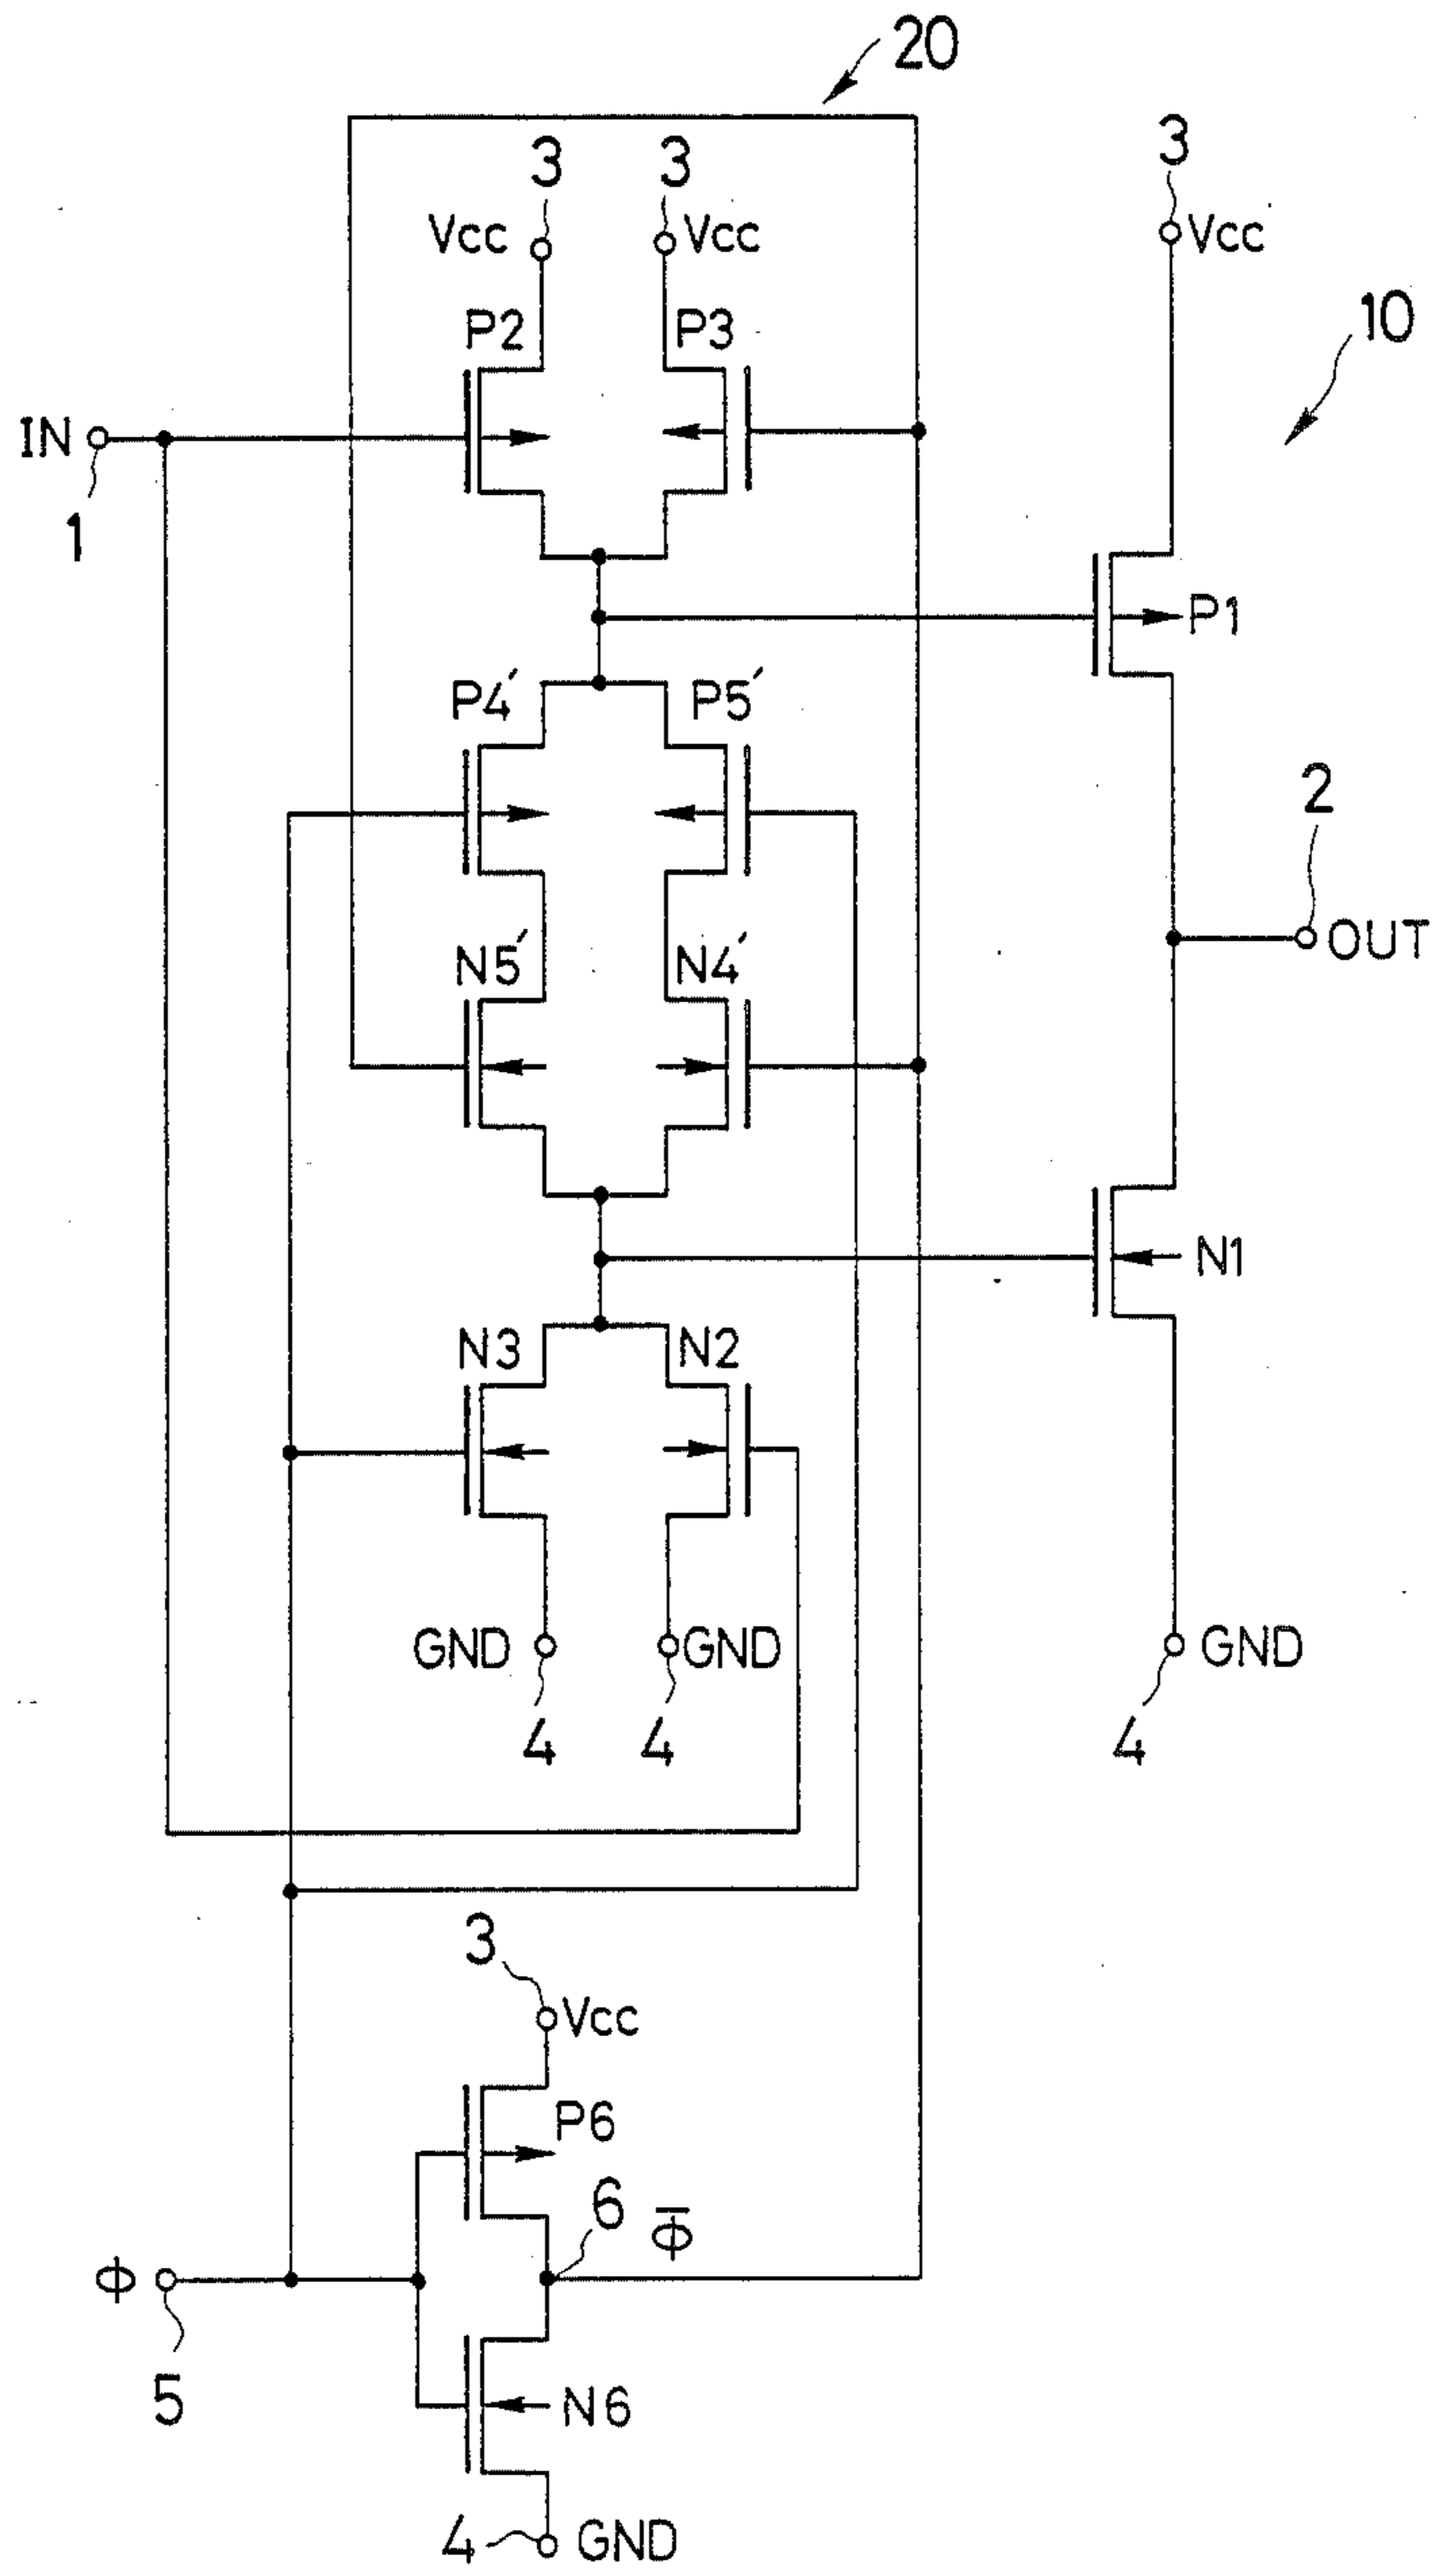 20
3 3 3
Vcc Vcc Vcc
P2 P3
10
IN
1
P1
P4′ P5′
2
N5′ N4′
OUT
N1
N3 N2
GND GND GND
4 4 4
3
Vcc
P6
6 Φ̅
Φ
5
N6
4 GND